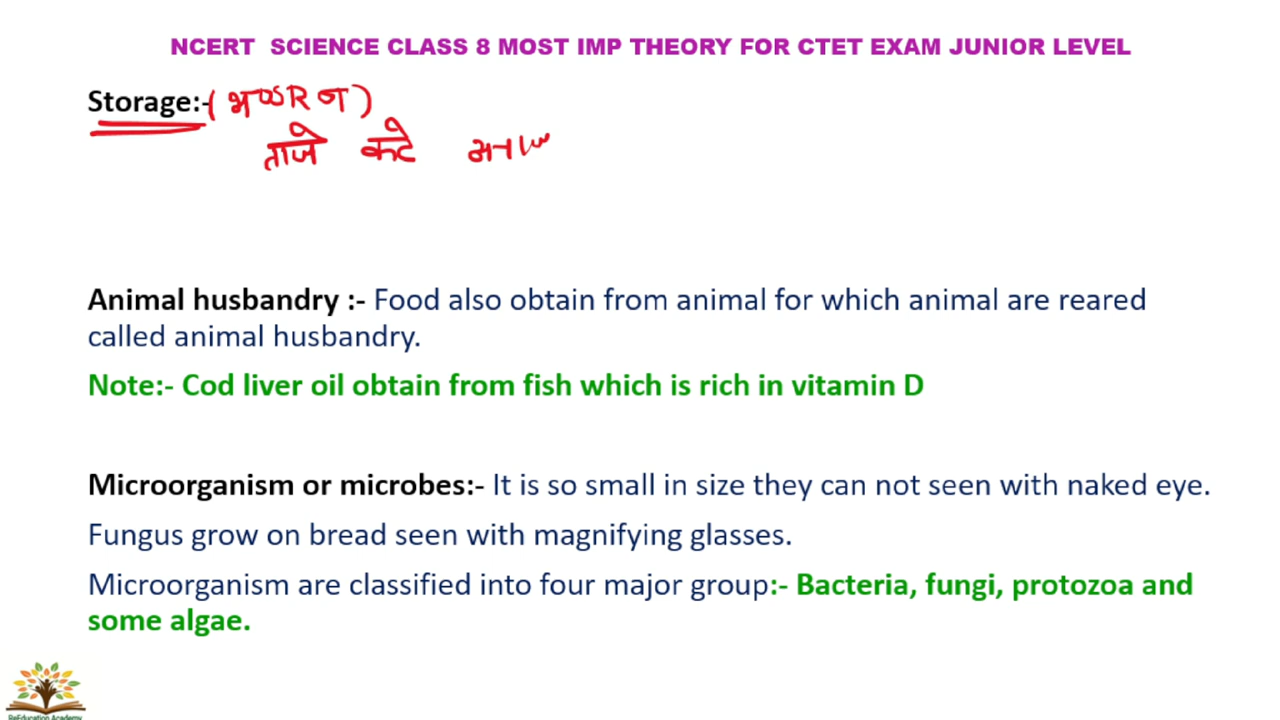 NCERT SCIENCE CLASS 8 MOST IMP THEORY FOR CTET EXAM JUNIOR LEVEL
Storage:- (भण्डारण)
ताजे कटे
Animal husbandry :- Food also obtain from animal for which animal are reared
called animal husbandry.
Note:- Cod liver oil obtain from fish which is rich in vitamin D
Microorganism or microbes:- It is so small in size they can not seen with naked eye.
Fungus grow on bread seen with magnifying glasses.
Microorganism are classified into four major group:- Bacteria, fungi, protozoa and
some algae.
ReEducation Academy